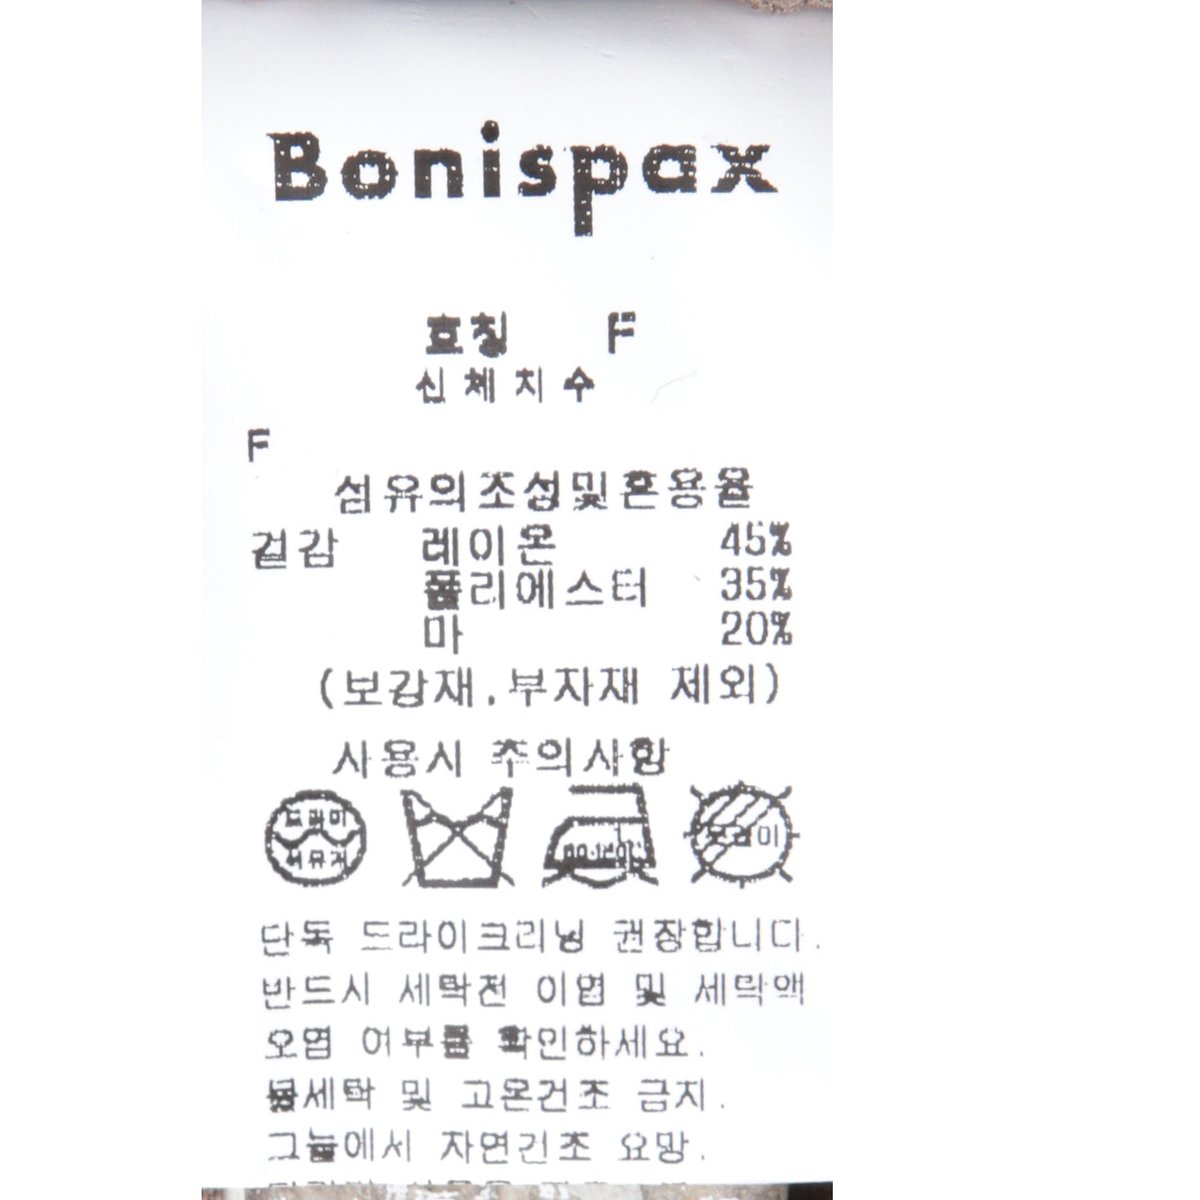 Bonispax
호칭 F
신체치수
F
섬유의조성및혼용율
겉감 레이온 45%
폴리에스터 35%
마 20%
(보강재.부자재 제외)
사용시 주의사항
드라이
석유계
단독 드라이크리닝 권장합니다.
반드시 세탁전 이염 및 세탁액
오염 여부를 확인하세요.
물세탁 및 고온건조 금지.
그늘에서 자연건조 요망.